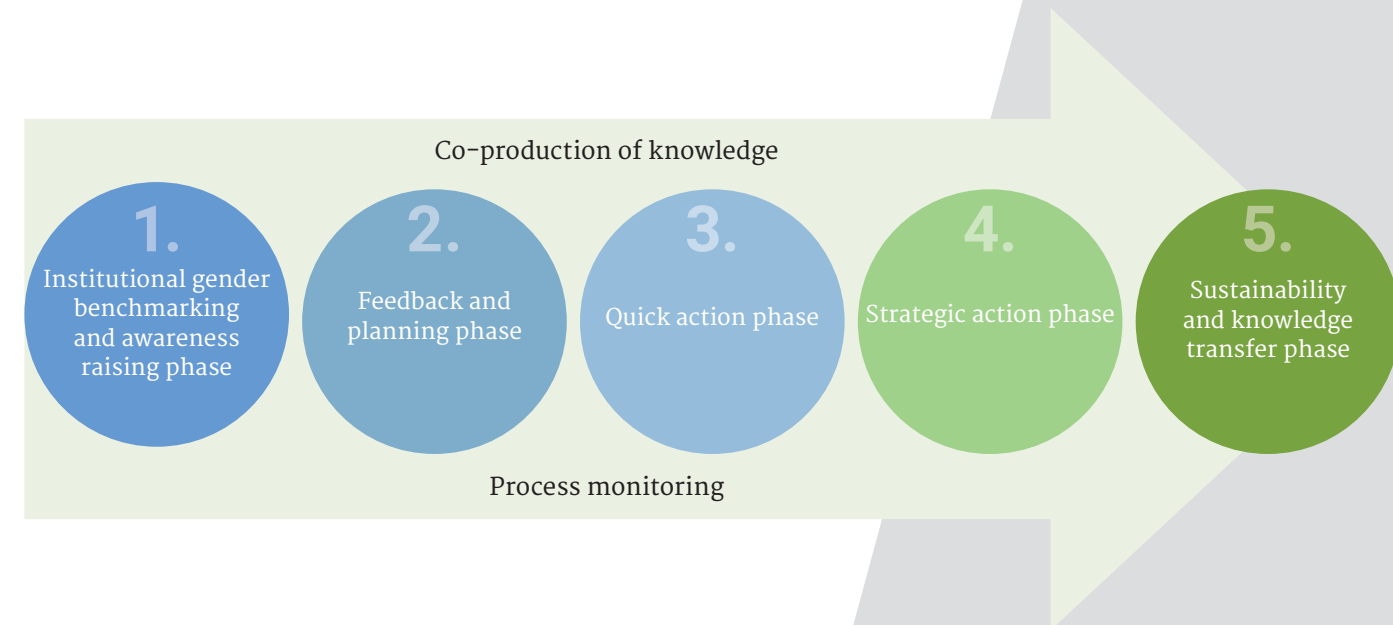 Co-production of knowledge
1.
Institutional gender
benchmarking
and awareness
raising phase
2.
Feedback and
planning phase
3.
Quick action phase
4.
Strategic action phase
5.
Sustainability
and knowledge
transfer phase
Process monitoring